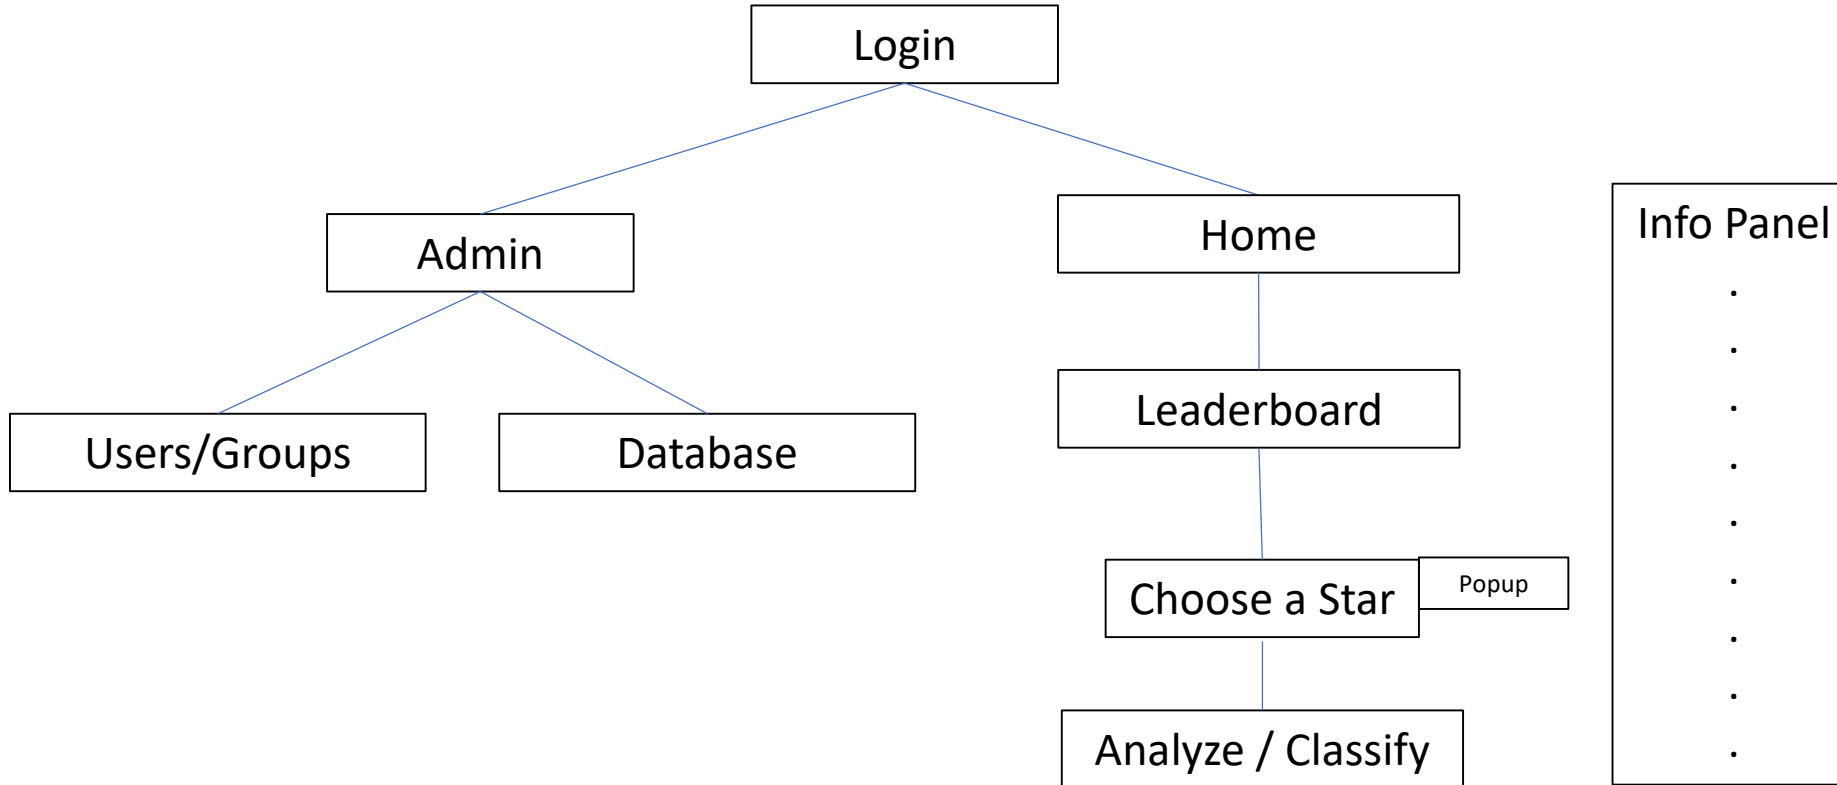 Login
Admin
Home
Info Panel
.
.
.
.
.
.
.
.
.
Users/Groups
Database
Leaderboard
Choose a Star
Popup
Analyze / Classify